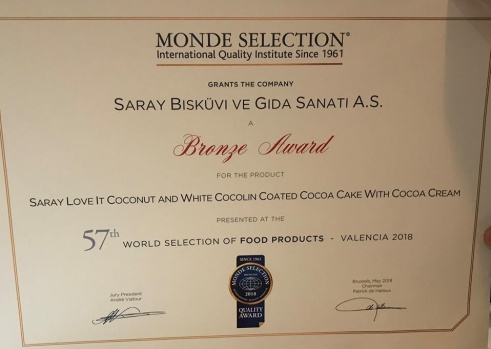 MONDE SELECTION®
International Quality Institute Since 1961
GRANTS THE COMPANY
SARAY BISKÜVI VE GIDA SANATI A.S.
A
Bronze Award
FOR THE PRODUCT
SARAY LOVE IT COCONUT AND WHITE COCOLIN COATED COCOA CAKE WITH COCOA CREAM
PRESENTED AT THE
57th WORLD SELECTION OF FOOD PRODUCTS - VALENCIA 2018
SINCE 1961
MONDE SELECTION
2018
QUALITY
AWARD
Jury President
Brussels, May 2018
Chairman